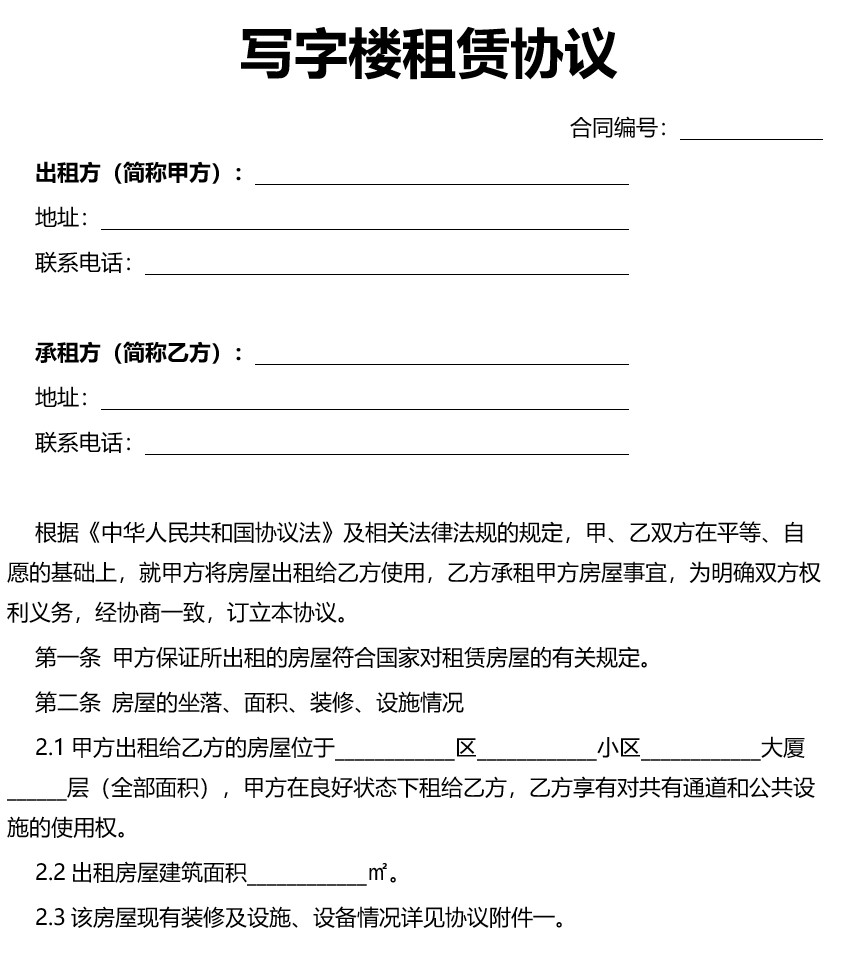 写字楼租赁协议
合同编号：____________
出租方（简称甲方）：____________
地址：____________
联系电话：____________
承租方（简称乙方）：____________
地址：____________
联系电话：____________
根据《中华人民共和国协议法》及相关法律法规的规定，甲、乙双方在平等、自
愿的基础上，就甲方将房屋出租给乙方使用，乙方承租甲方房屋事宜，为明确双方权
利义务，经协商一致，订立本协议。
第一条 甲方保证所出租的房屋符合国家对租赁房屋的有关规定。
第二条 房屋的坐落、面积、装修、设施情况
2.1 甲方出租给乙方的房屋位于____________区____________小区____________大厦
______层（全部面积），甲方在良好状态下租给乙方，乙方享有对共有通道和公共设
施的使用权。
2.2 出租房屋建筑面积____________㎡。
2.3 该房屋现有装修及设施、设备情况详见协议附件一。